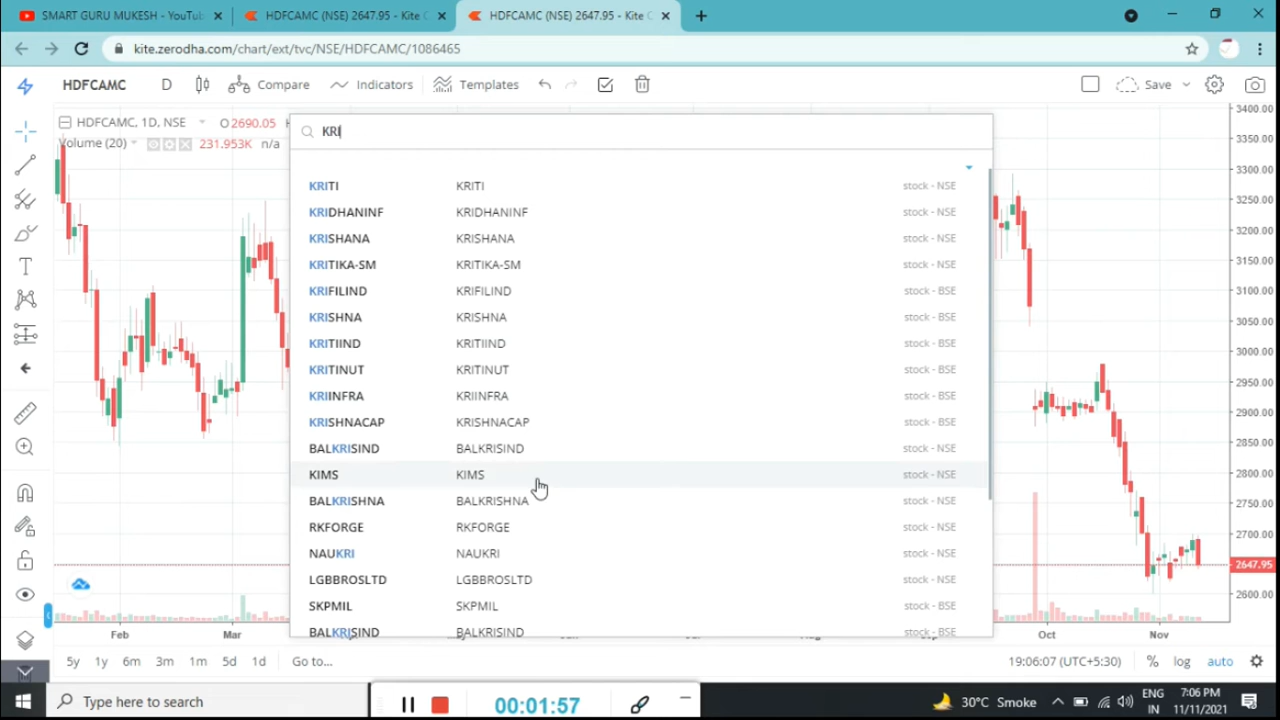 SMART GURU MUKESH - YouTub
HDFCAMC (NSE) 2647.95 - Kite C
HDFCAMC (NSE) 2647.95 - Kite C
kite.zerodha.com/chart/ext/tvc/NSE/HDFCAMC/1086465
HDFCAMC D Compare Indicators Templates Save
HDFCAMC, 1D, NSE O2690.05
Volume (20) 231.953K n/a
KRI
KRITI KRITI stock - NSE
KRIDHANINF KRIDHANINF stock - NSE
KRISHANA KRISHANA stock - NSE
KRITIKA-SM KRITIKA-SM stock - NSE
KRIFILIND KRIFILIND stock - BSE
KRISHNA KRISHNA stock - BSE
KRITIIND KRITIIND stock - BSE
KRITINUT KRITINUT stock - BSE
KRIINFRA KRIINFRA stock - BSE
KRISHNACAP KRISHNACAP stock - BSE
BALKRISIND BALKRISIND stock - NSE
KIMS KIMS stock - NSE
BALKRISHNA BALKRISHNA stock - NSE
RKFORGE RKFORGE stock - NSE
NAUKRI NAUKRI stock - NSE
LGBBROSLTD LGBBROSLTD stock - NSE
SKPMIL SKPMIL stock - BSE
BALKRISIND BALKRISIND stock - BSE
3400.00
3350.00
3300.00
3250.00
3200.00
3150.00
3100.00
3050.00
3000.00
2950.00
2900.00
2850.00
2800.00
2750.00
2700.00
2647.95
2600.00
Feb Mar Oct Nov
5y 1y 6m 3m 1m 5d 1d Go to... 19:06:07 (UTC+5:30) % log auto
Type here to search
00:01:57
30°C Smoke
ENG
IN
7:06 PM
11/11/2021